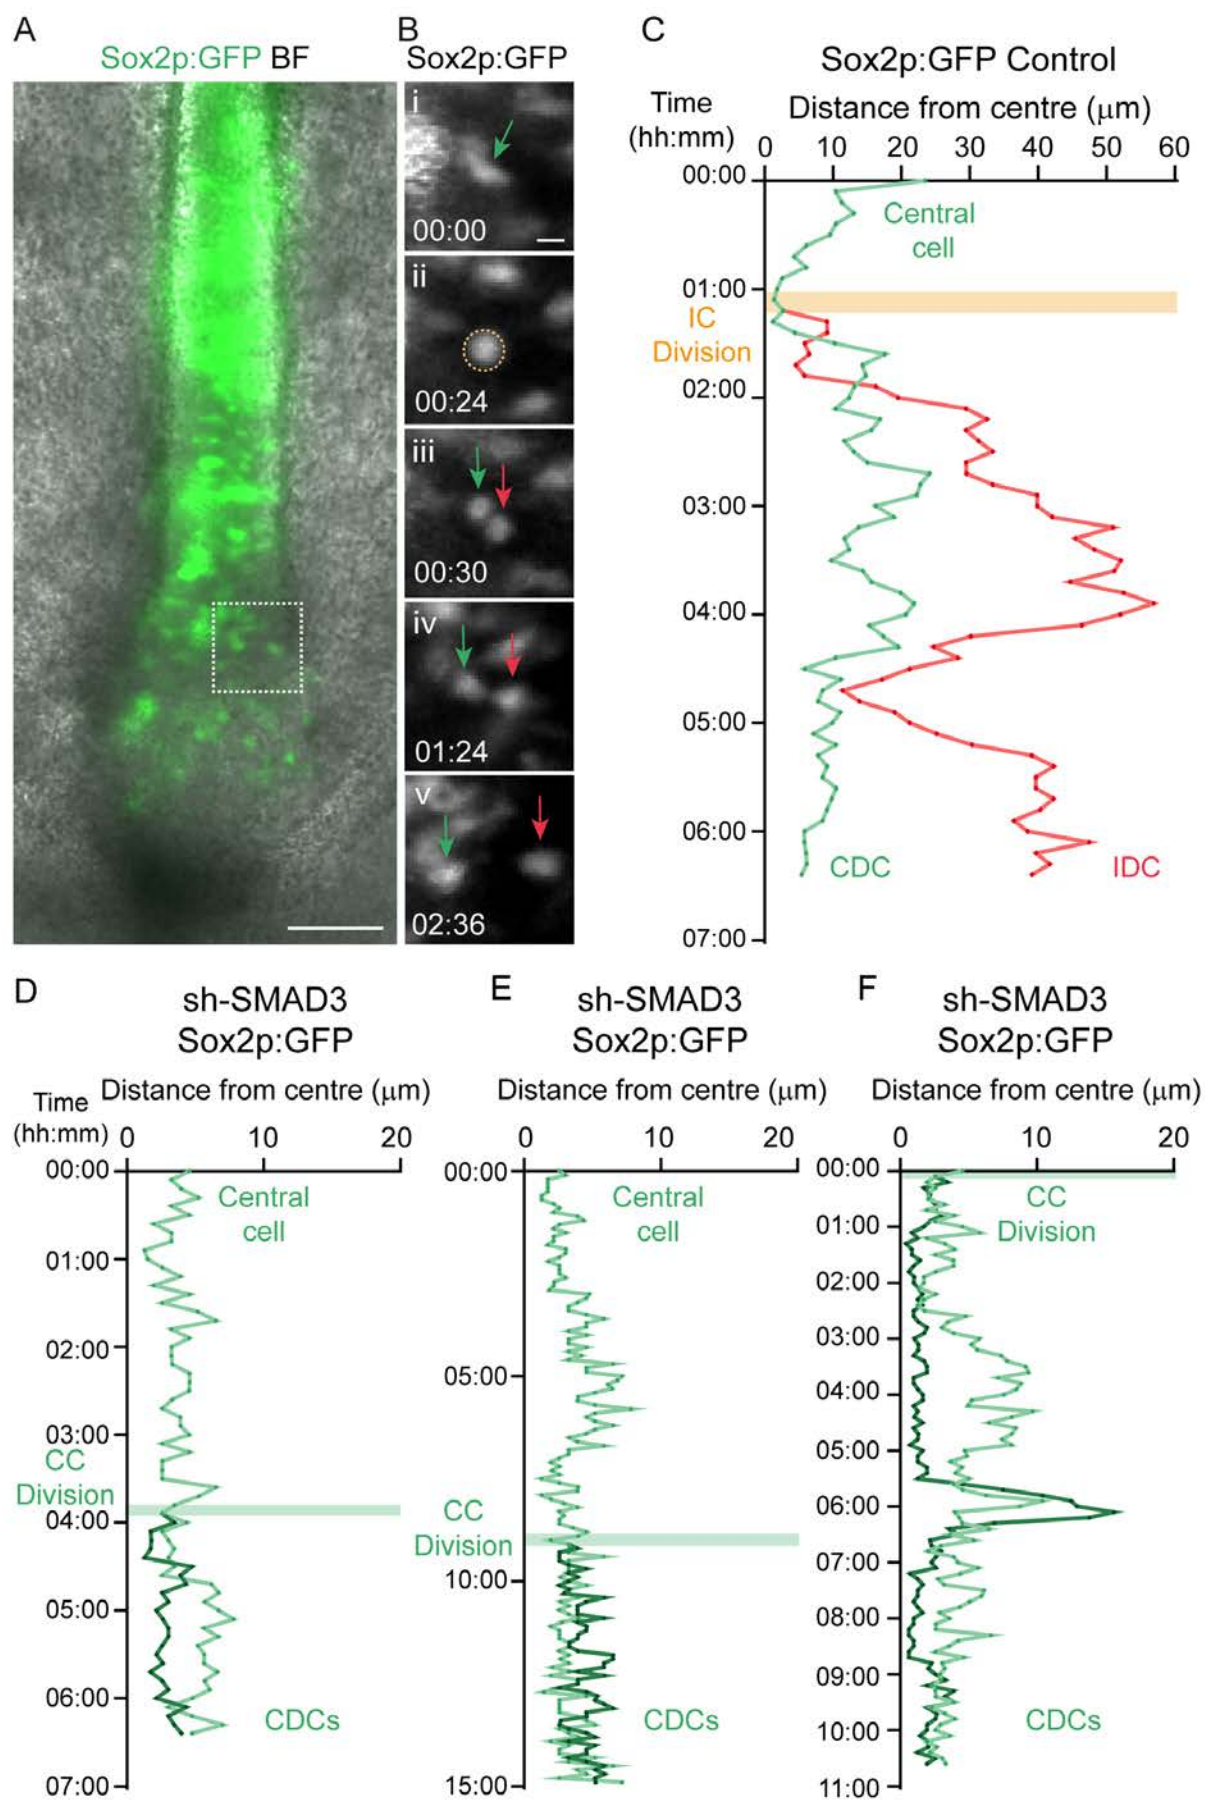 A
Sox2p:GFP BF
B
Sox2p:GFP
i
00:00
ii
00:24
iii
00:30
iv
01:24
v
02:36
C
Sox2p:GFP Control
Time
(hh:mm)
Distance from centre (μm)
0 10 20 30 40 50 60
00:00
Central
cell
01:00
IC
Division
02:00
03:00
04:00
05:00
06:00
CDC
IDC
07:00
D
sh-SMAD3
Sox2p:GFP
Time
(hh:mm)
Distance from centre (μm)
0 10 20
00:00
Central
cell
01:00
02:00
03:00
CC
Division
04:00
05:00
06:00
CDCs
07:00
E
sh-SMAD3
Sox2p:GFP
Distance from centre (μm)
0 10 20
00:00
Central
cell
05:00
CC
Division
10:00
CDCs
15:00
F
sh-SMAD3
Sox2p:GFP
Distance from centre (μm)
0 10 20
00:00
CC
Division
01:00
02:00
03:00
04:00
05:00
06:00
07:00
08:00
09:00
CDCs
10:00
11:00